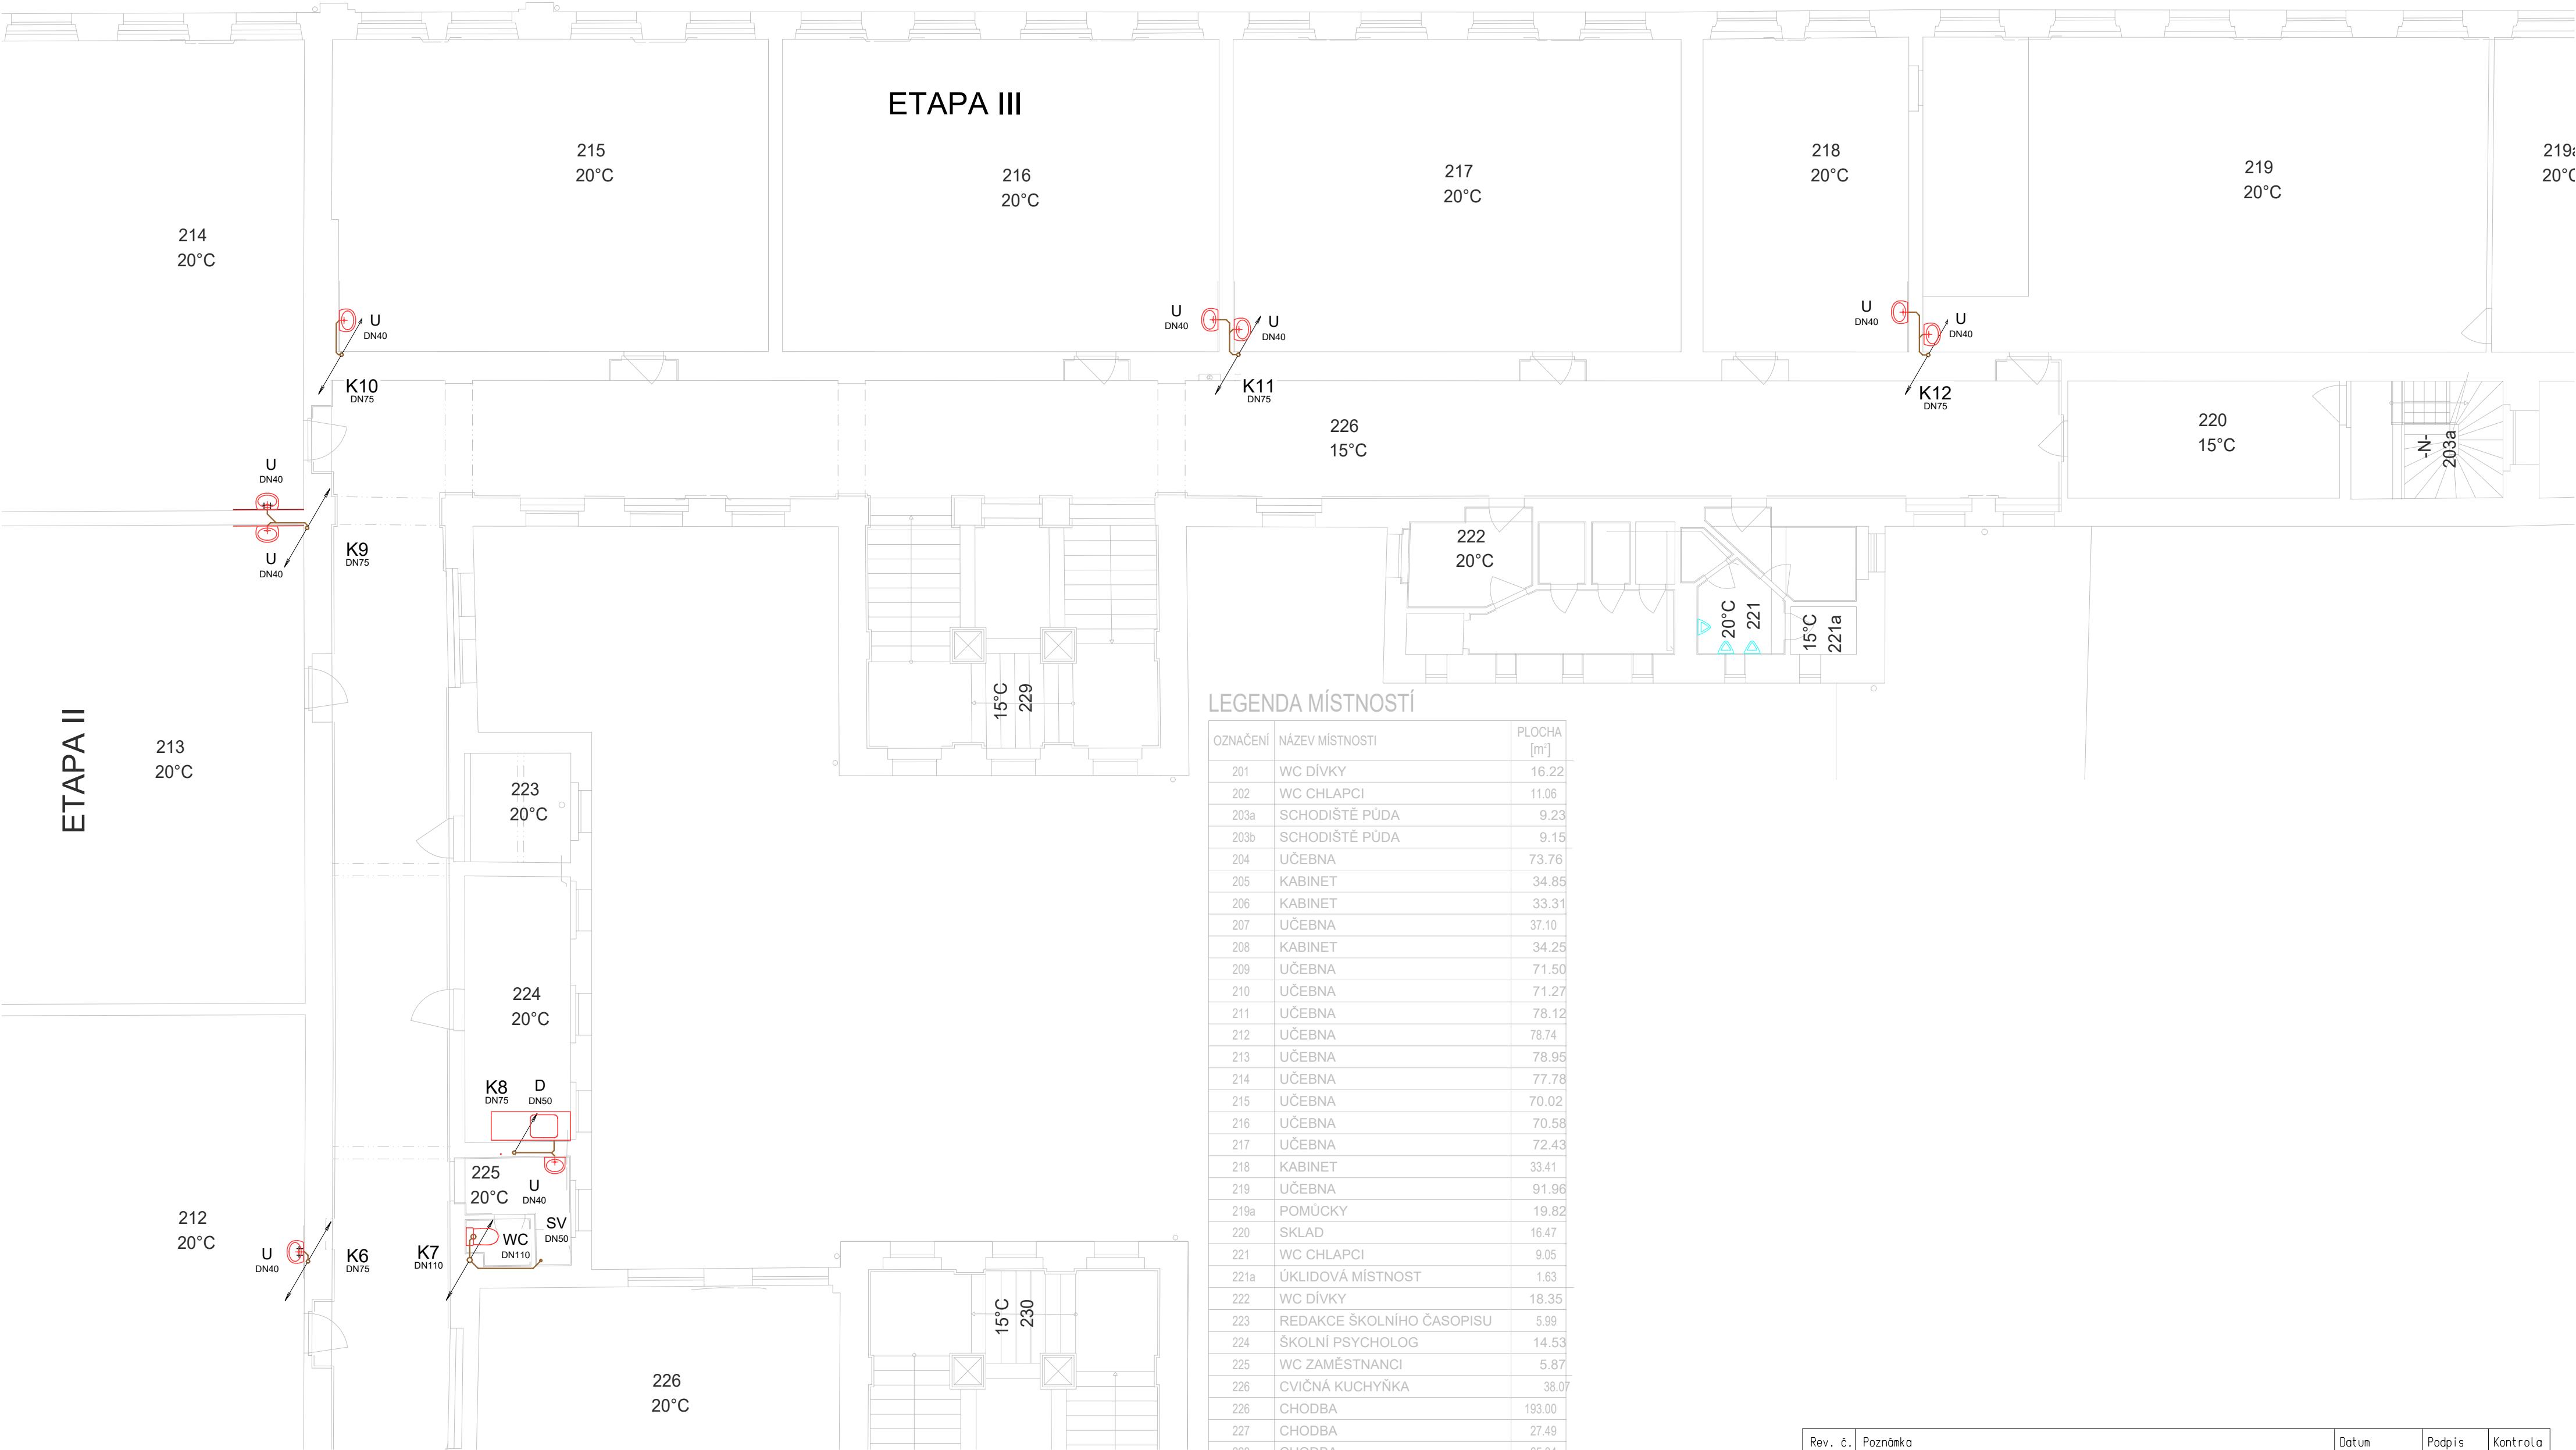 ETAPA III
215
20°C
216
20°C
217
20°C
218
20°C
219
20°C
20°
214
20°C
U
DN40
U
DN40
U
DN40
U
DN40
U
DN40
K10
DN75
K11
DN75
K12
DN75
226
15°C
220
15°C
-N-
203a
U
DN40
U
DN40
K9
DN75
222
20°C
20°C
221
15°C
221a
15°C
229
ETAPA II
213
20°C
223
20°C
224
20°C
K8
DN75
D
DN50
225
20°C
U
DN40
SV
DN50
WC
DN110
K7
DN110
K6
DN75
U
DN40
212
20°C
15°C
230
226
20°C
LEGENDA MÍSTNOSTÍ
OZNAČENÍ NÁZEV MÍSTNOSTI PLOCHA [m²]
201 WC DÍVKY 16.22
202 WC CHLAPCI 11.06
203a SCHODIŠTĚ PŮDA 9.23
203b SCHODIŠTĚ PŮDA 9.15
204 UČEBNA 73.76
205 KABINET 34.85
206 KABINET 33.31
207 UČEBNA 37.10
208 KABINET 34.25
209 UČEBNA 71.50
210 UČEBNA 71.27
211 UČEBNA 78.12
212 UČEBNA 78.74
213 UČEBNA 78.95
214 UČEBNA 77.78
215 UČEBNA 70.02
216 UČEBNA 70.58
217 UČEBNA 72.43
218 KABINET 33.41
219 UČEBNA 91.96
219a POMŮCKY 19.82
220 SKLAD 16.47
221 WC CHLAPCI 9.05
221a ÚKLIDOVÁ MÍSTNOST 1.63
222 WC DÍVKY 18.35
223 REDAKCE ŠKOLNÍHO ČASOPISU 5.99
224 ŠKOLNÍ PSYCHOLOG 14.53
225 WC ZAMĚSTNANCI 5.87
226 CVIČNÁ KUCHYŇKA 38.07
226 CHODBA 193.00
227 CHODBA 27.49
Rev. č. Poznámka Datum Podpis Kontrola